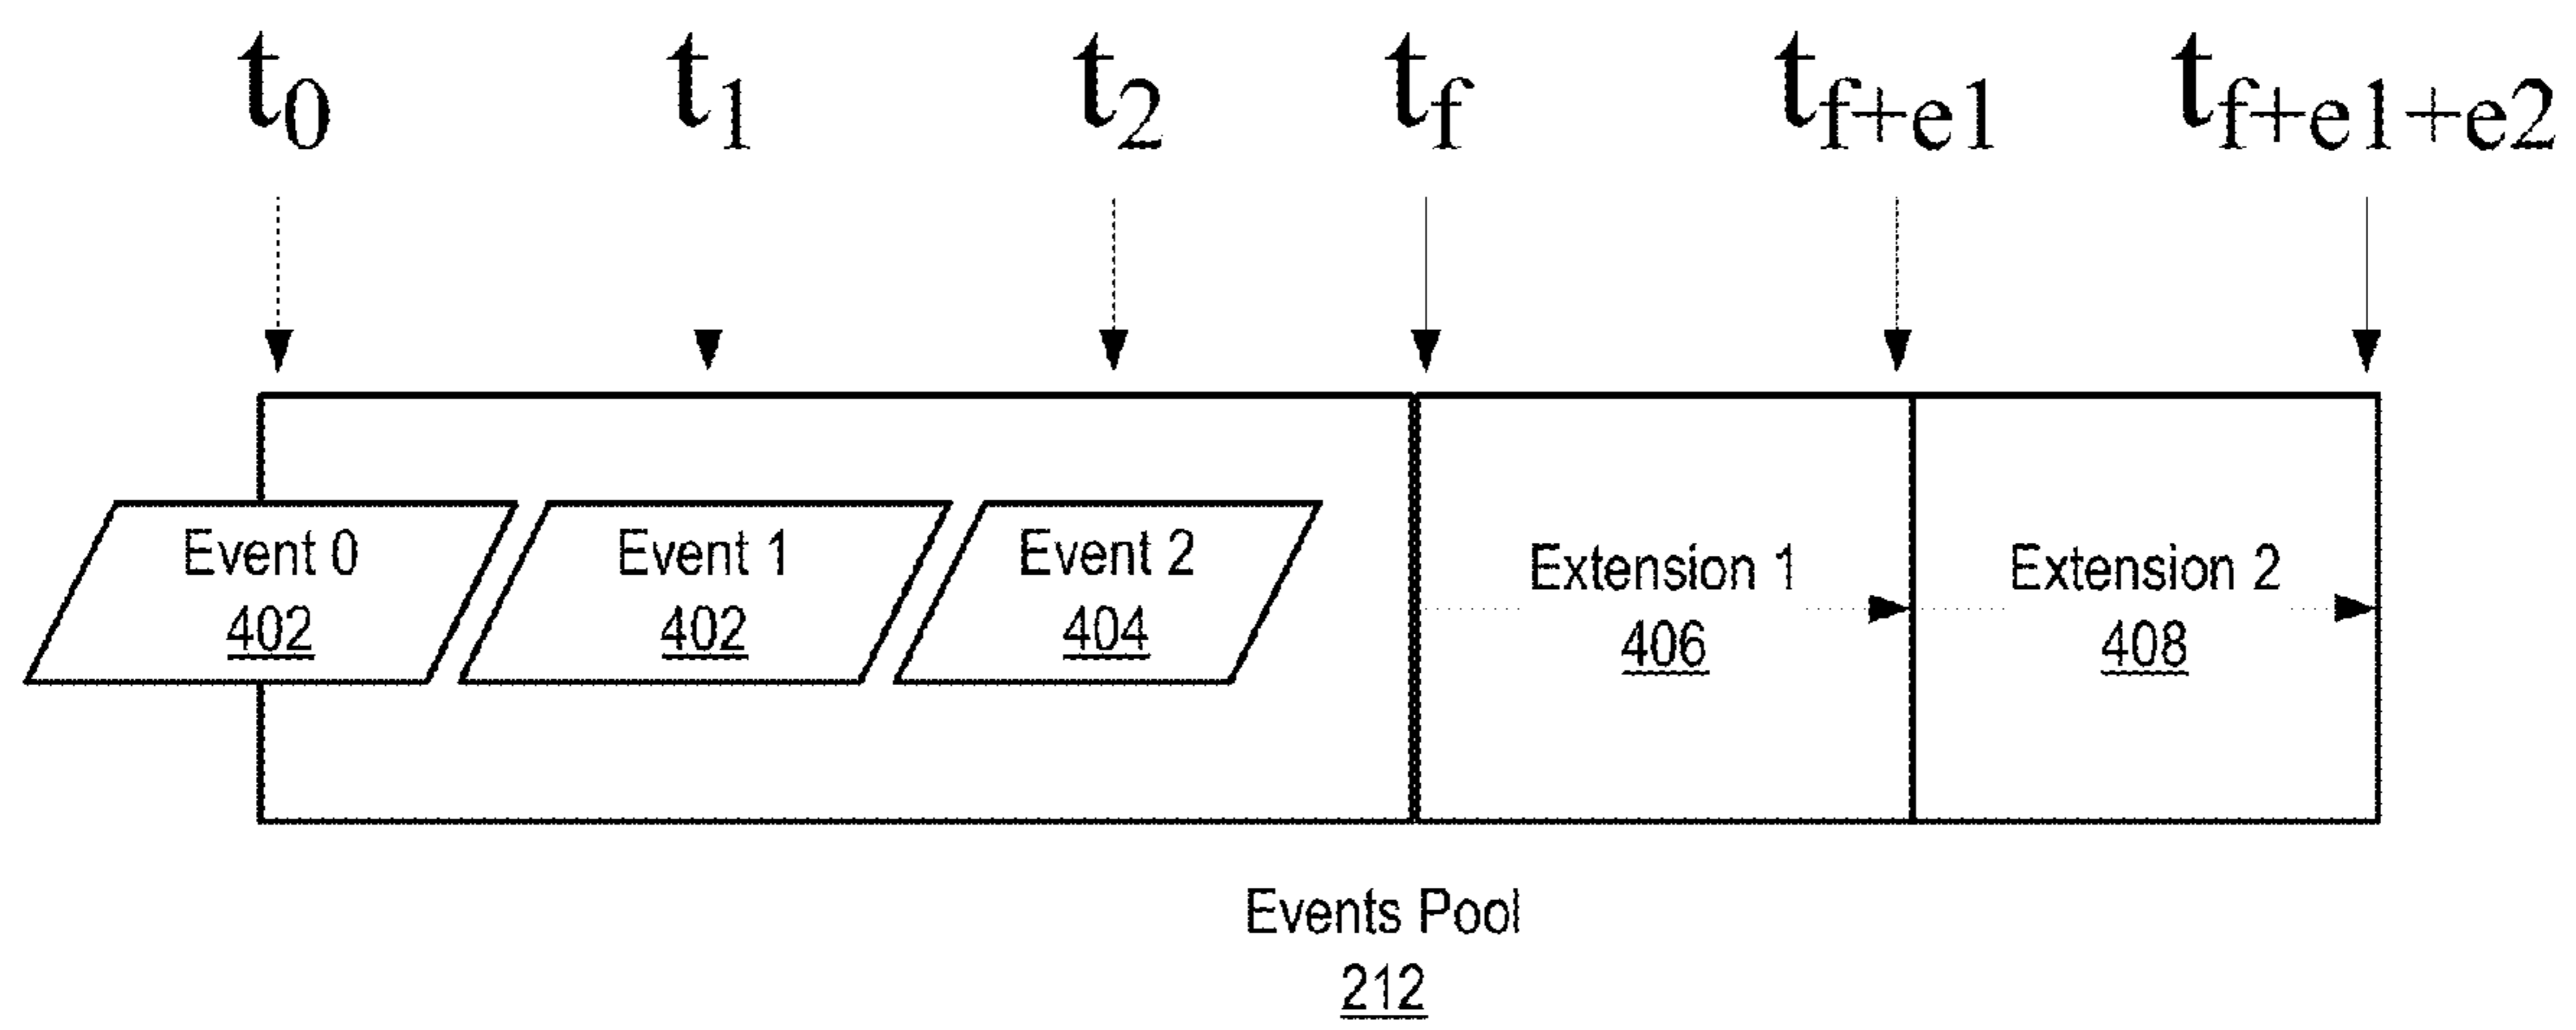 t0 t1 t2 tf tf+e1 tf+e1+e2
Event 0 Event 1 Event 2
402 402 404
Extension 1 Extension 2
406 408
Events Pool
212